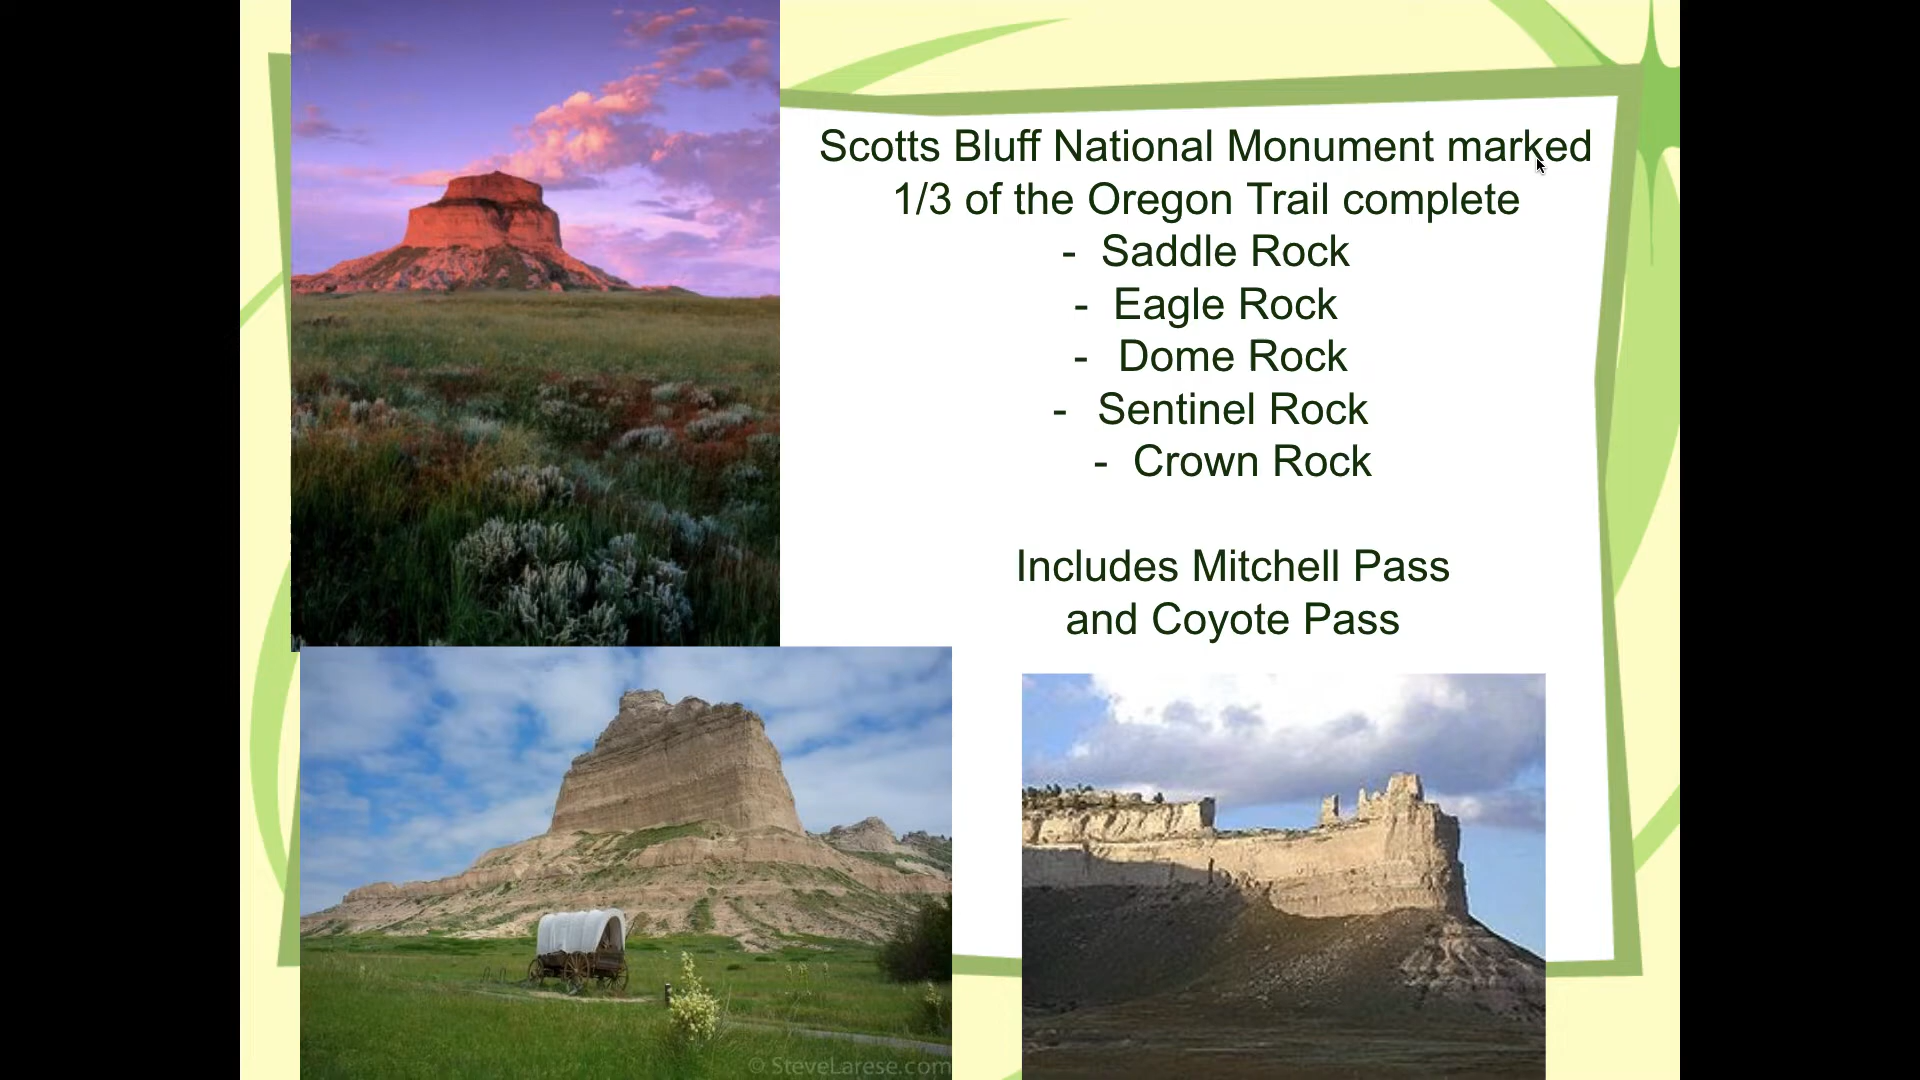 Scotts Bluff National Monument marked
1/3 of the Oregon Trail complete
- Saddle Rock
- Eagle Rock
- Dome Rock
- Sentinel Rock
- Crown Rock
Includes Mitchell Pass
and Coyote Pass
© SteveLarese.com